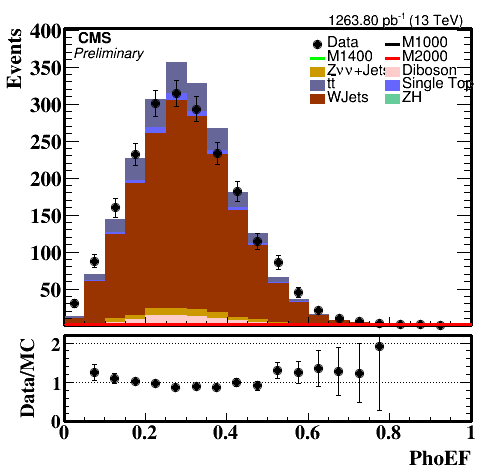 1263.80 pb⁻¹ (13 TeV)
CMS
Preliminary
Data
M1000
M1400
M2000
Zνν+Jets
Diboson
tt
Single Top
WJets
ZH
Events
400
350
300
250
200
150
100
50
Data/MC
2
1
0
0 0.2 0.4 0.6 0.8 1
PhoEF